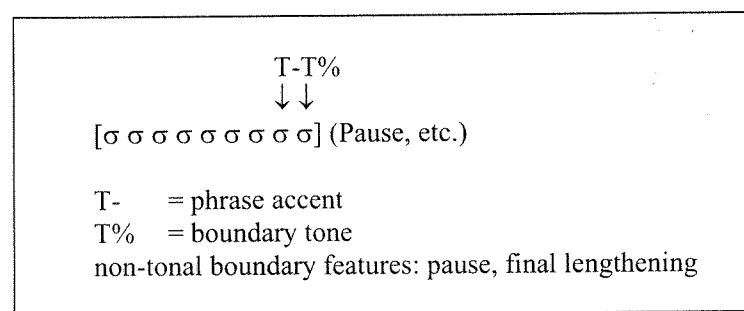 T-T%
↓ ↓
[σ σ σ σ σ σ σ σ σ] (Pause, etc.)
T- = phrase accent
T% = boundary tone
non-tonal boundary features: pause, final lengthening